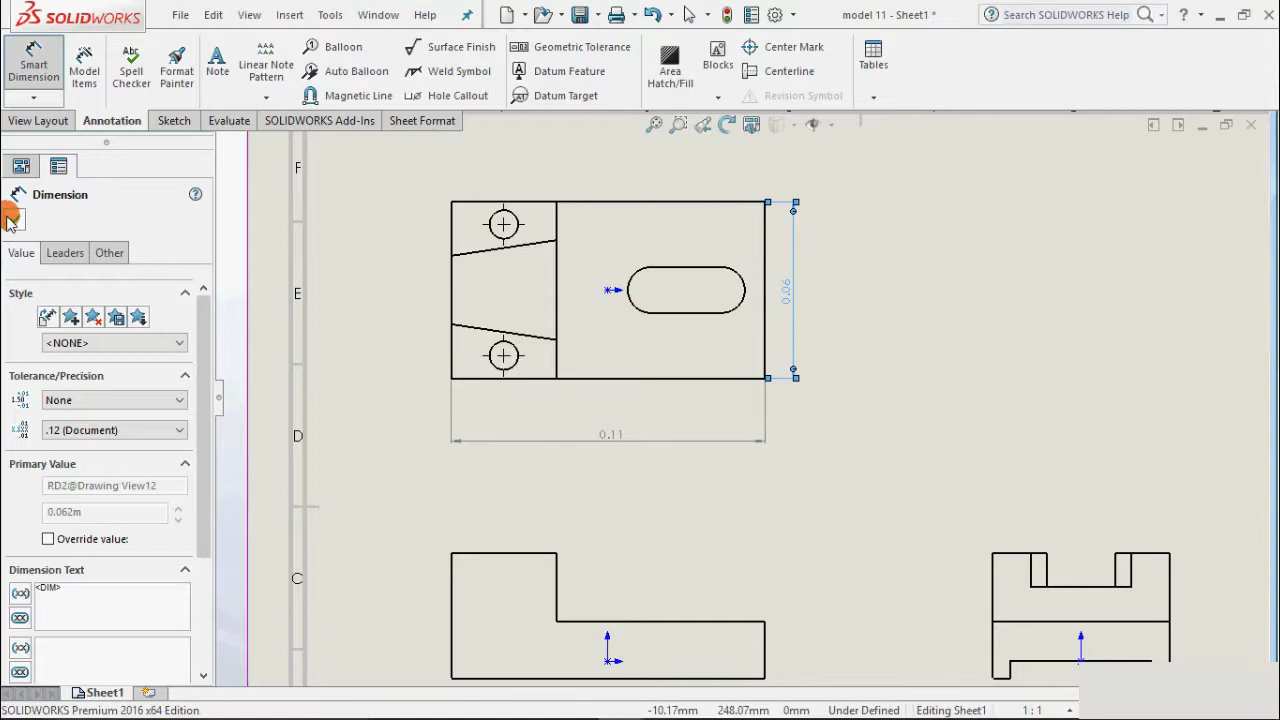 SOLIDWORKS
File Edit View Insert Tools Window Help
model 11 - Sheet1 *
Search SOLIDWORKS Help
Smart Dimension
Model Items
Spell Checker
Format Painter
Note
Linear Note Pattern
Balloon
Auto Balloon
Magnetic Line
Surface Finish
Weld Symbol
Hole Callout
Geometric Tolerance
Datum Feature
Datum Target
Area Hatch/Fill
Blocks
Center Mark
Centerline
Revision Symbol
Tables
View Layout Annotation Sketch Evaluate SOLIDWORKS Add-Ins Sheet Format
Dimension
Value Leaders Other
Style
<NONE>
Tolerance/Precision
None
.12 (Document)
Primary Value
RD2@Drawing View12
0.062m
Override value:
Dimension Text
<DIM>
F
E
D
C
0.06
0.11
Sheet1
SOLIDWORKS Premium 2016 x64 Edition
-10.17mm 248.07mm 0mm Under Defined Editing Sheet1 1 : 1